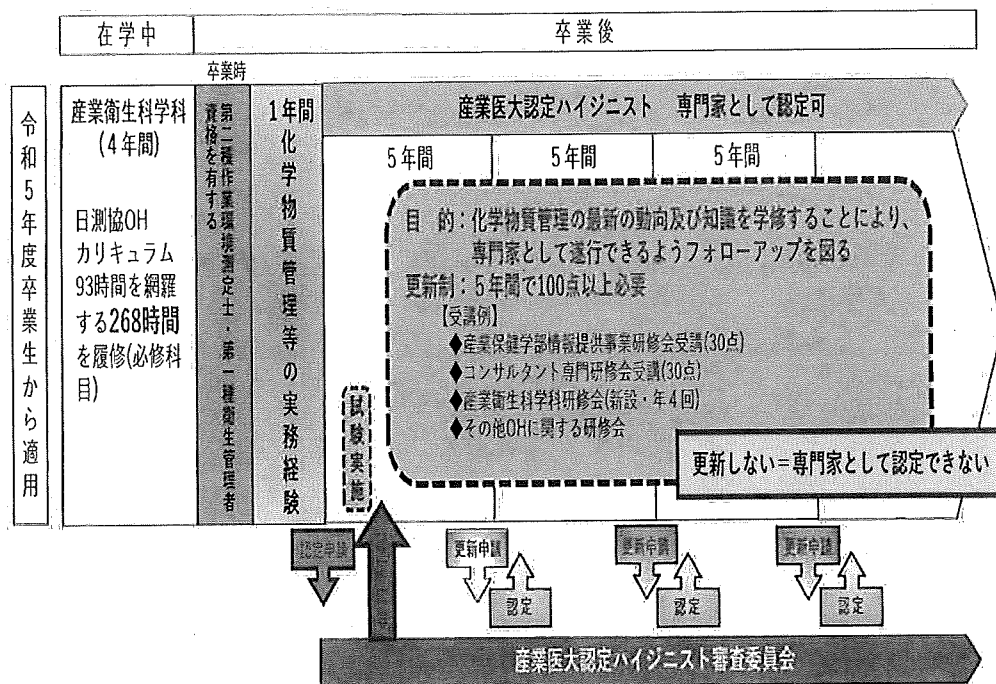 在学中
卒業後
卒業時
令和5年度卒業生から適用
産業衛生科学科
(4年間)
日測協OH
カリキュラム
93時間を網羅
する268時間
を履修(必修科
目)
第二種作業環境測定士・第一種衛生管理者
資格を有する
1年間
化学物質管理等の実務経験
産業医大認定ハイジニスト 専門家として認定可
5年間
5年間
5年間
目 的:化学物質管理の最新の動向及び知識を学修することにより、
専門家として遂行できるようフォローアップを図る
更新制:5年間で100点以上必要
【受講例】
◆産業保健学部情報提供事業研修会受講(30点)
◆コンサルタント専門研修会受講(30点)
◆産業衛生科学科研修会(新設・年4回)
◆その他OHに関する研修会
試験実施
更新しない=専門家として認定できない
認定申請
更新申請
認定
更新申請
認定
更新申請
認定
産業医大認定ハイジニスト審査委員会